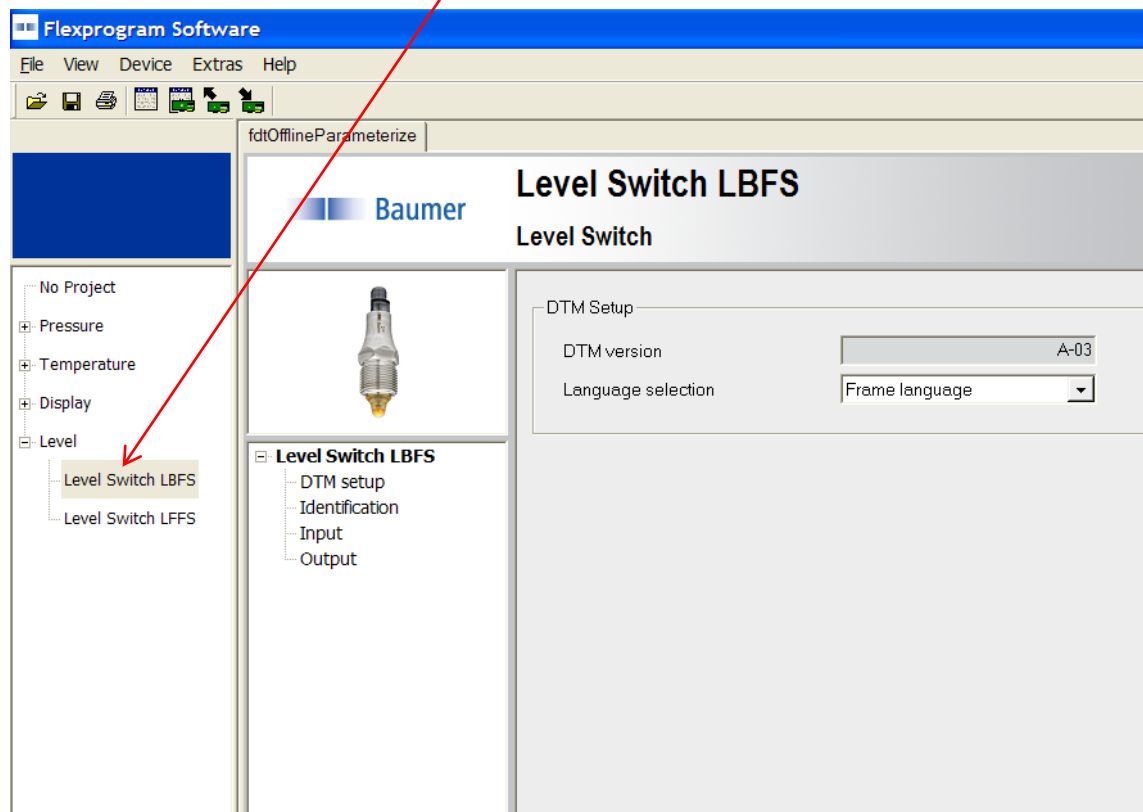 Flexprogram Software
File View Device Extras Help
fdtOfflineParameterize
Baumer
Level Switch LBFS
Level Switch
No Project
Pressure
Temperature
Display
Level
Level Switch LBFS
Level Switch LFFS
Level Switch LBFS
DTM setup
Identification
Input
Output
DTM Setup
DTM version A-03
Language selection Frame language